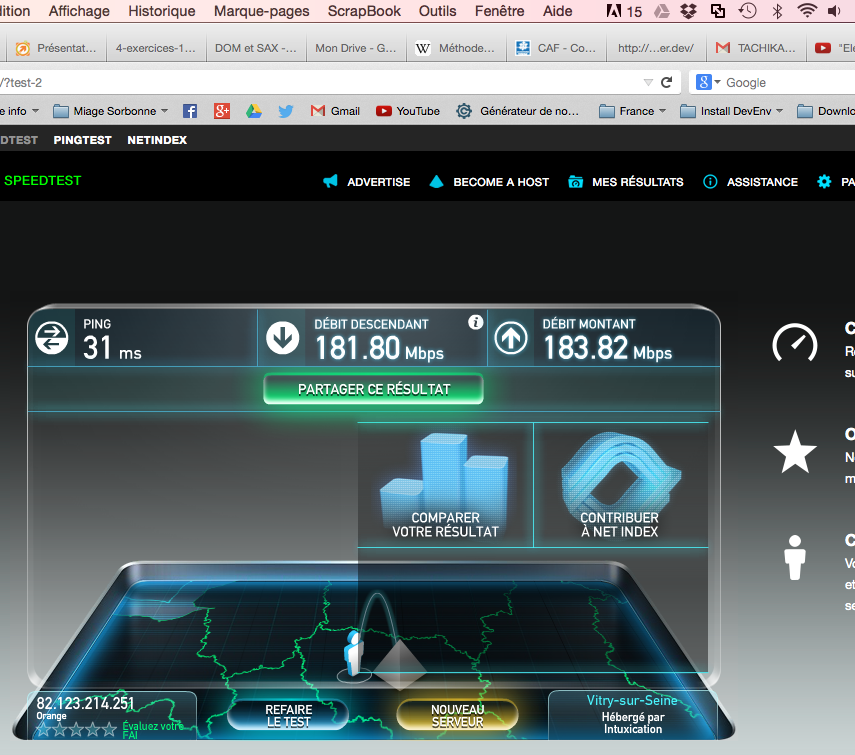 dition Affichage Historique Marque-pages ScrapBook Outils Fenêtre Aide 15
Présentat... 4-exercices-1... DOM et SAX -... Mon Drive - G... W Méthode... CAF - Co... http://...er.dev/ TACHIKA... "Ele
/?test-2 8 Google
e info Miage Sorbonne Gmail YouTube Générateur de no... France Install DevEnv Downlo
DTEST PINGTEST NETINDEX
SPEEDTEST ADVERTISE BECOME A HOST MES RÉSULTATS ASSISTANCE PA
PING
31 ms
DÉBIT DESCENDANT
181.80 Mbps
DÉBIT MONTANT
183.82 Mbps
PARTAGER CE RÉSULTAT
COMPARER
VOTRE RÉSULTAT
CONTRIBUER
À NET INDEX
C
Re
su
O
No
m
C
Vo
et
se
82.123.214.251
Orange
Évaluez votre
FAI
REFAIRE
LE TEST
NOUVEAU
SERVEUR
Vitry-sur-Seine
Hébergé par
Intuxication